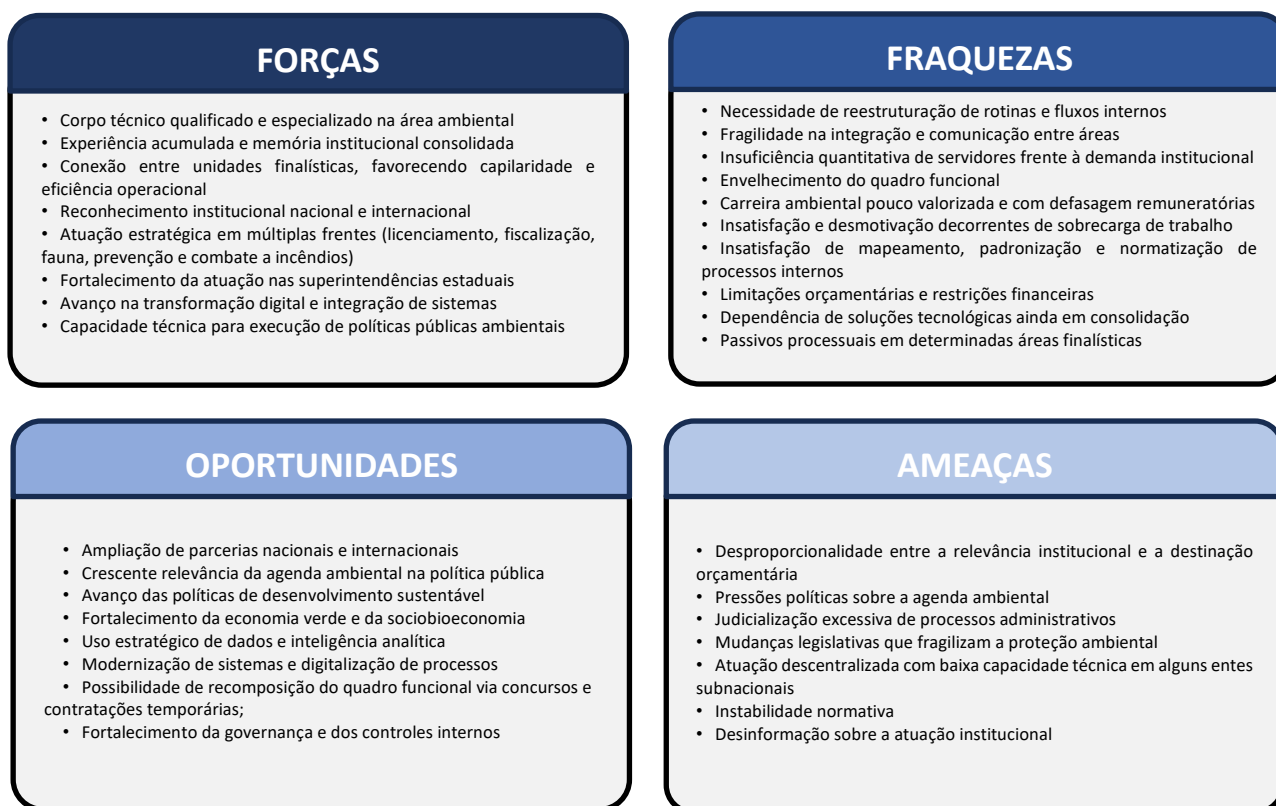 FORÇAS
• Corpo técnico qualificado e especializado na área ambiental
• Experiência acumulada e memória institucional consolidada
• Conexão entre unidades finalísticas, favorecendo capilaridade e
eficiência operacional
• Reconhecimento institucional nacional e internacional
• Atuação estratégica em múltiplas frentes (licenciamento, fiscalização,
fauna, prevenção e combate a incêndios)
• Fortalecimento da atuação nas superintendências estaduais
• Avanço na transformação digital e integração de sistemas
• Capacidade técnica para execução de políticas públicas ambientais
FRAQUEZAS
• Necessidade de reestruturação de rotinas e fluxos internos
• Fragilidade na integração e comunicação entre áreas
• Insuficiência quantitativa de servidores frente à demanda institucional
• Envelhecimento do quadro funcional
• Carreira ambiental pouco valorizada e com defasagem remuneratórias
• Insatisfação e desmotivação decorrentes de sobrecarga de trabalho
• Insatisfação de mapeamento, padronização e normatização de
processos internos
• Limitações orçamentárias e restrições financeiras
• Dependência de soluções tecnológicas ainda em consolidação
• Passivos processuais em determinadas áreas finalísticas
OPORTUNIDADES
• Ampliação de parcerias nacionais e internacionais
• Crescente relevância da agenda ambiental na política pública
• Avanço das políticas de desenvolvimento sustentável
• Fortalecimento da economia verde e da sociobioeconomia
• Uso estratégico de dados e inteligência analítica
• Modernização de sistemas e digitalização de processos
• Possibilidade de recomposição do quadro funcional via concursos e
contratações temporárias;
• Fortalecimento da governança e dos controles internos
AMEAÇAS
• Desproporcionalidade entre a relevância institucional e a destinação
orçamentária
• Pressões políticas sobre a agenda ambiental
• Judicialização excessiva de processos administrativos
• Mudanças legislativas que fragilizam a proteção ambiental
• Atuação descentralizada com baixa capacidade técnica em alguns entes
subnacionais
• Instabilidade normativa
• Desinformação sobre a atuação institucional